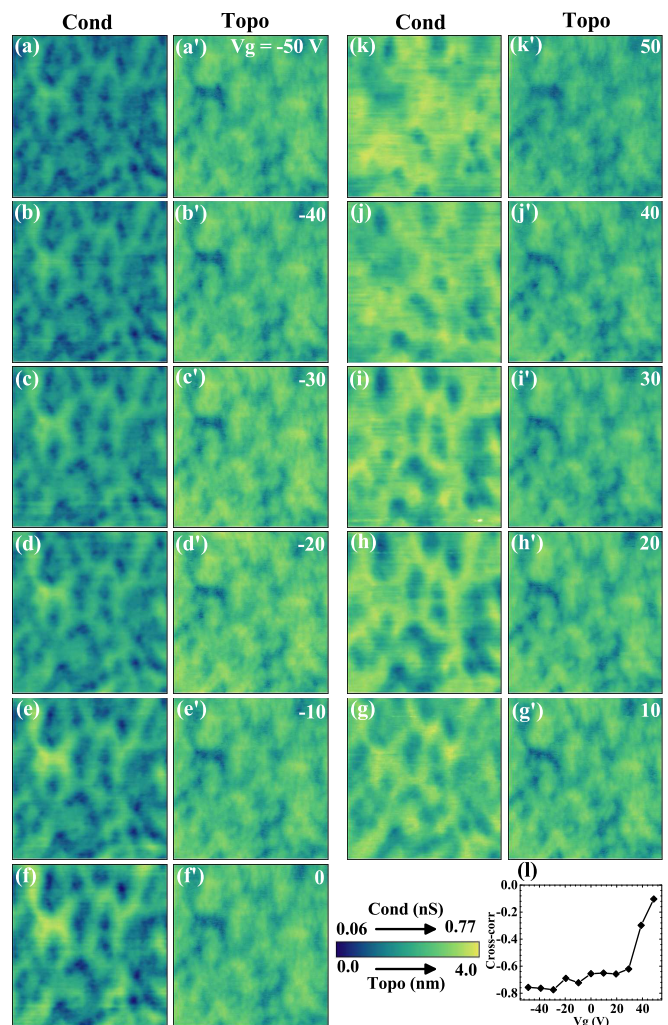 Cond Topo Cond Topo
(a) (a') Vg = -50 V (k) (k') 50
(b) (b') -40 (j) (j') 40
(c) (c') -30 (i) (i') 30
(d) (d') -20 (h) (h') 20
(e) (e') -10 (g) (g') 10
(f) (f') 0
Cond (nS)
0.06 0.77
0.0 4.0
Topo (nm)
(l)
0.0
-0.2
-0.4
-0.6
-0.8
Cross-corr
-40 -20 0 20 40
Vg (V)